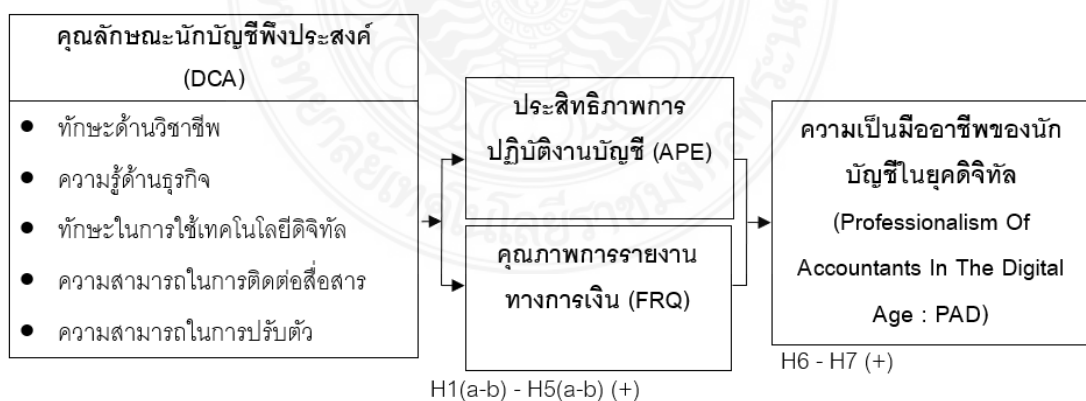 คุณลักษณะนักบัญชีพึงประสงค์
(DCA)
● ทักษะด้านวิชาชีพ
● ความรู้ด้านธุรกิจ
● ทักษะในการใช้เทคโนโลยีดิจิทัล
● ความสามารถในการติดต่อสื่อสาร
● ความสามารถในการปรับตัว
ประสิทธิภาพการ
ปฏิบัติงานบัญชี (APE)
คุณภาพการรายงาน
ทางการเงิน (FRQ)
H1(a-b) - H5(a-b) (+)
ความเป็นมืออาชีพของนัก
บัญชีในยุคดิจิทัล
(Professionalism Of
Accountants In The Digital
Age : PAD)
H6 - H7 (+)